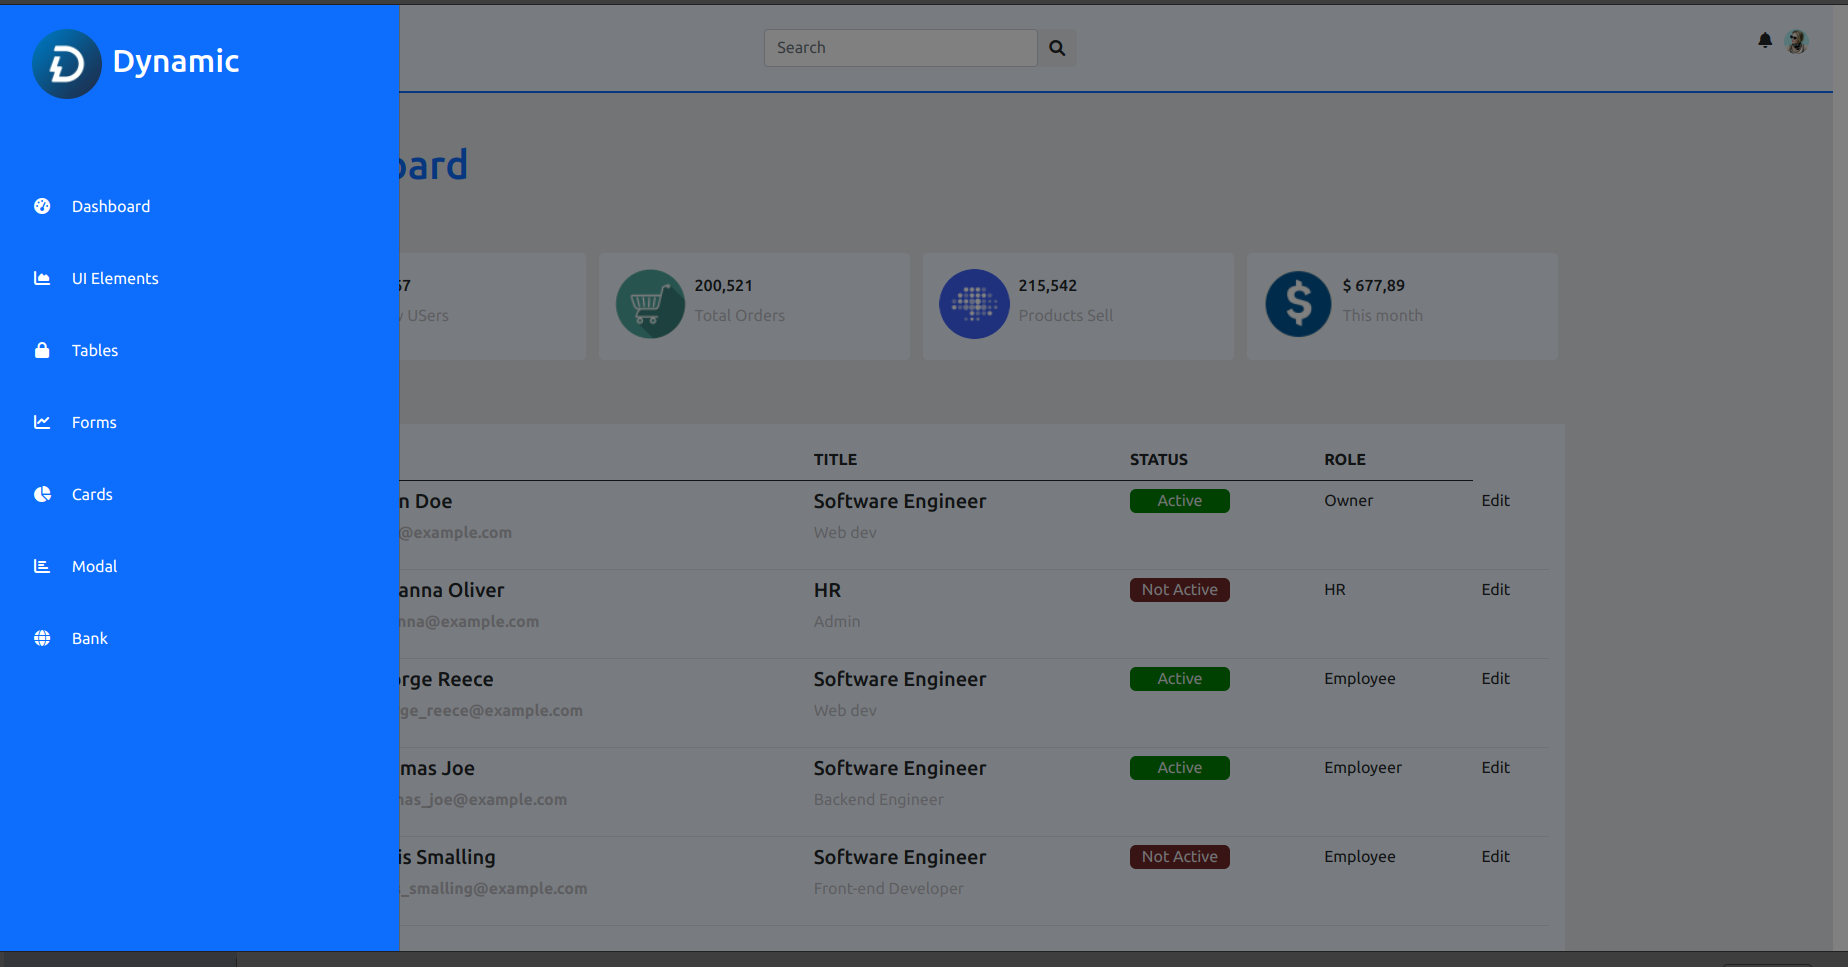 Dynamic
Search
Dashboard
UI Elements
Tables
Forms
Cards
Modal
Bank
oard
57
y USers
200,521
Total Orders
215,542
Products Sell
$ 677,89
This month
TITLE STATUS ROLE
n Doe Software Engineer Active Owner Edit
@example.com Web dev
anna Oliver HR Not Active HR Edit
nna@example.com Admin
orge Reece Software Engineer Active Employee Edit
ge_reece@example.com Web dev
mas Joe Software Engineer Active Employeer Edit
nas_joe@example.com Backend Engineer
is Smalling Software Engineer Not Active Employee Edit
s_smalling@example.com Front-end Developer